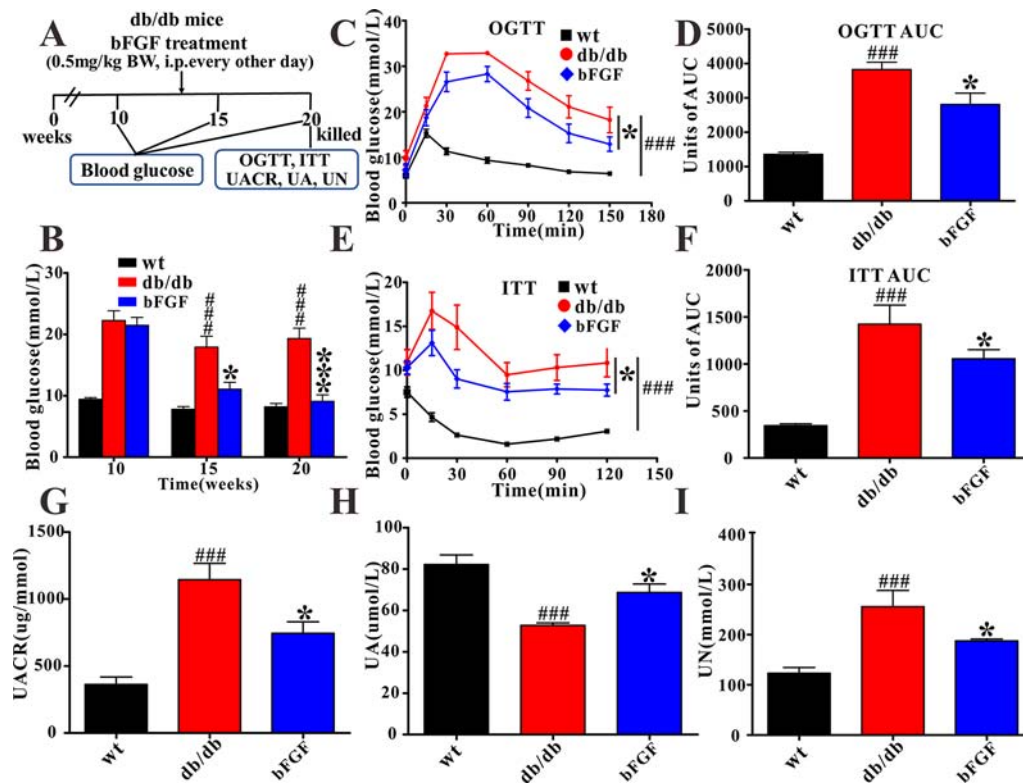 A
db/db mice
bFGF treatment
(0.5mg/kg BW, i.p.every other day)
0 10 15 20
weeks killed
Blood glucose
OGTT, ITT
UACR, UA, UN
B
wt
db/db
bFGF
Blood glucose(mmol/L)
30
20
10
0
###
*
###
***
10 15 20
Time(weeks)
C
OGTT
wt
db/db
bFGF
Blood glucose(mmol/L)
40
30
20
10
0
* ###
0 30 60 90 120 150 180
Time(min)
D
OGTT AUC
Units of AUC
5000
4000
3000
2000
1000
0
###
*
wt db/db bFGF
E
ITT
wt
db/db
bFGF
Blood glucose(mmol/L)
20
15
10
5
0
* ###
0 30 60 90 120 150
Time(min)
F
ITT AUC
Units of AUC
2000
1500
1000
500
0
###
*
wt db/db bFGF
G
UACR(ug/mmol)
1500
1000
500
0
###
*
wt db/db bFGF
H
UA(umol/L)
100
80
60
40
20
0
###
*
wt db/db bFGF
I
UN(mmol/L)
400
300
200
100
0
###
*
wt db/db bFGF